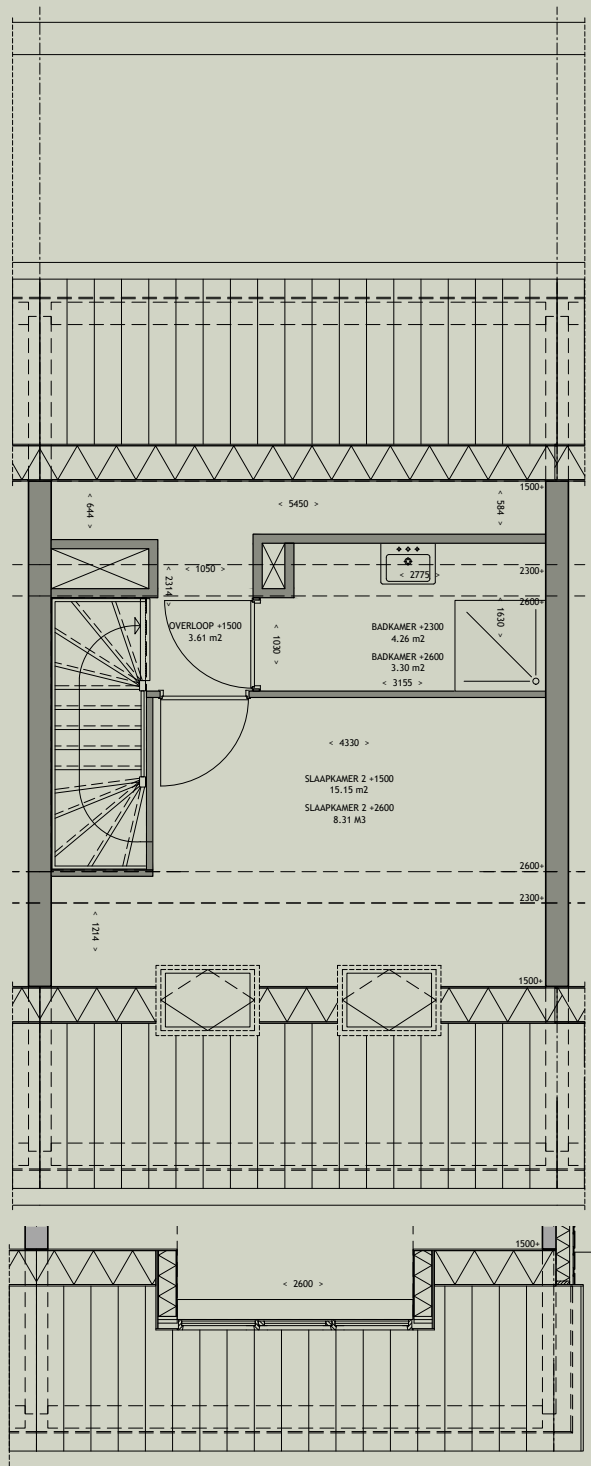 1500+
< 644 >
< 5450 >
< 584 >
2300+
< 1050 >
< 2314 >
< 2775 >
2600+
OVERLOOP +1500
3.61 m2
< 1030 >
BADKAMER +2300
4.26 m2
< 1630 >
BADKAMER +2600
3.30 m2
< 3155 >
< 4330 >
SLAAPKAMER 2 +1500
15.15 m2
SLAAPKAMER 2 +2600
8.31 M3
2600+
2300+
< 1214 >
1500+
1500+
< 2600 >